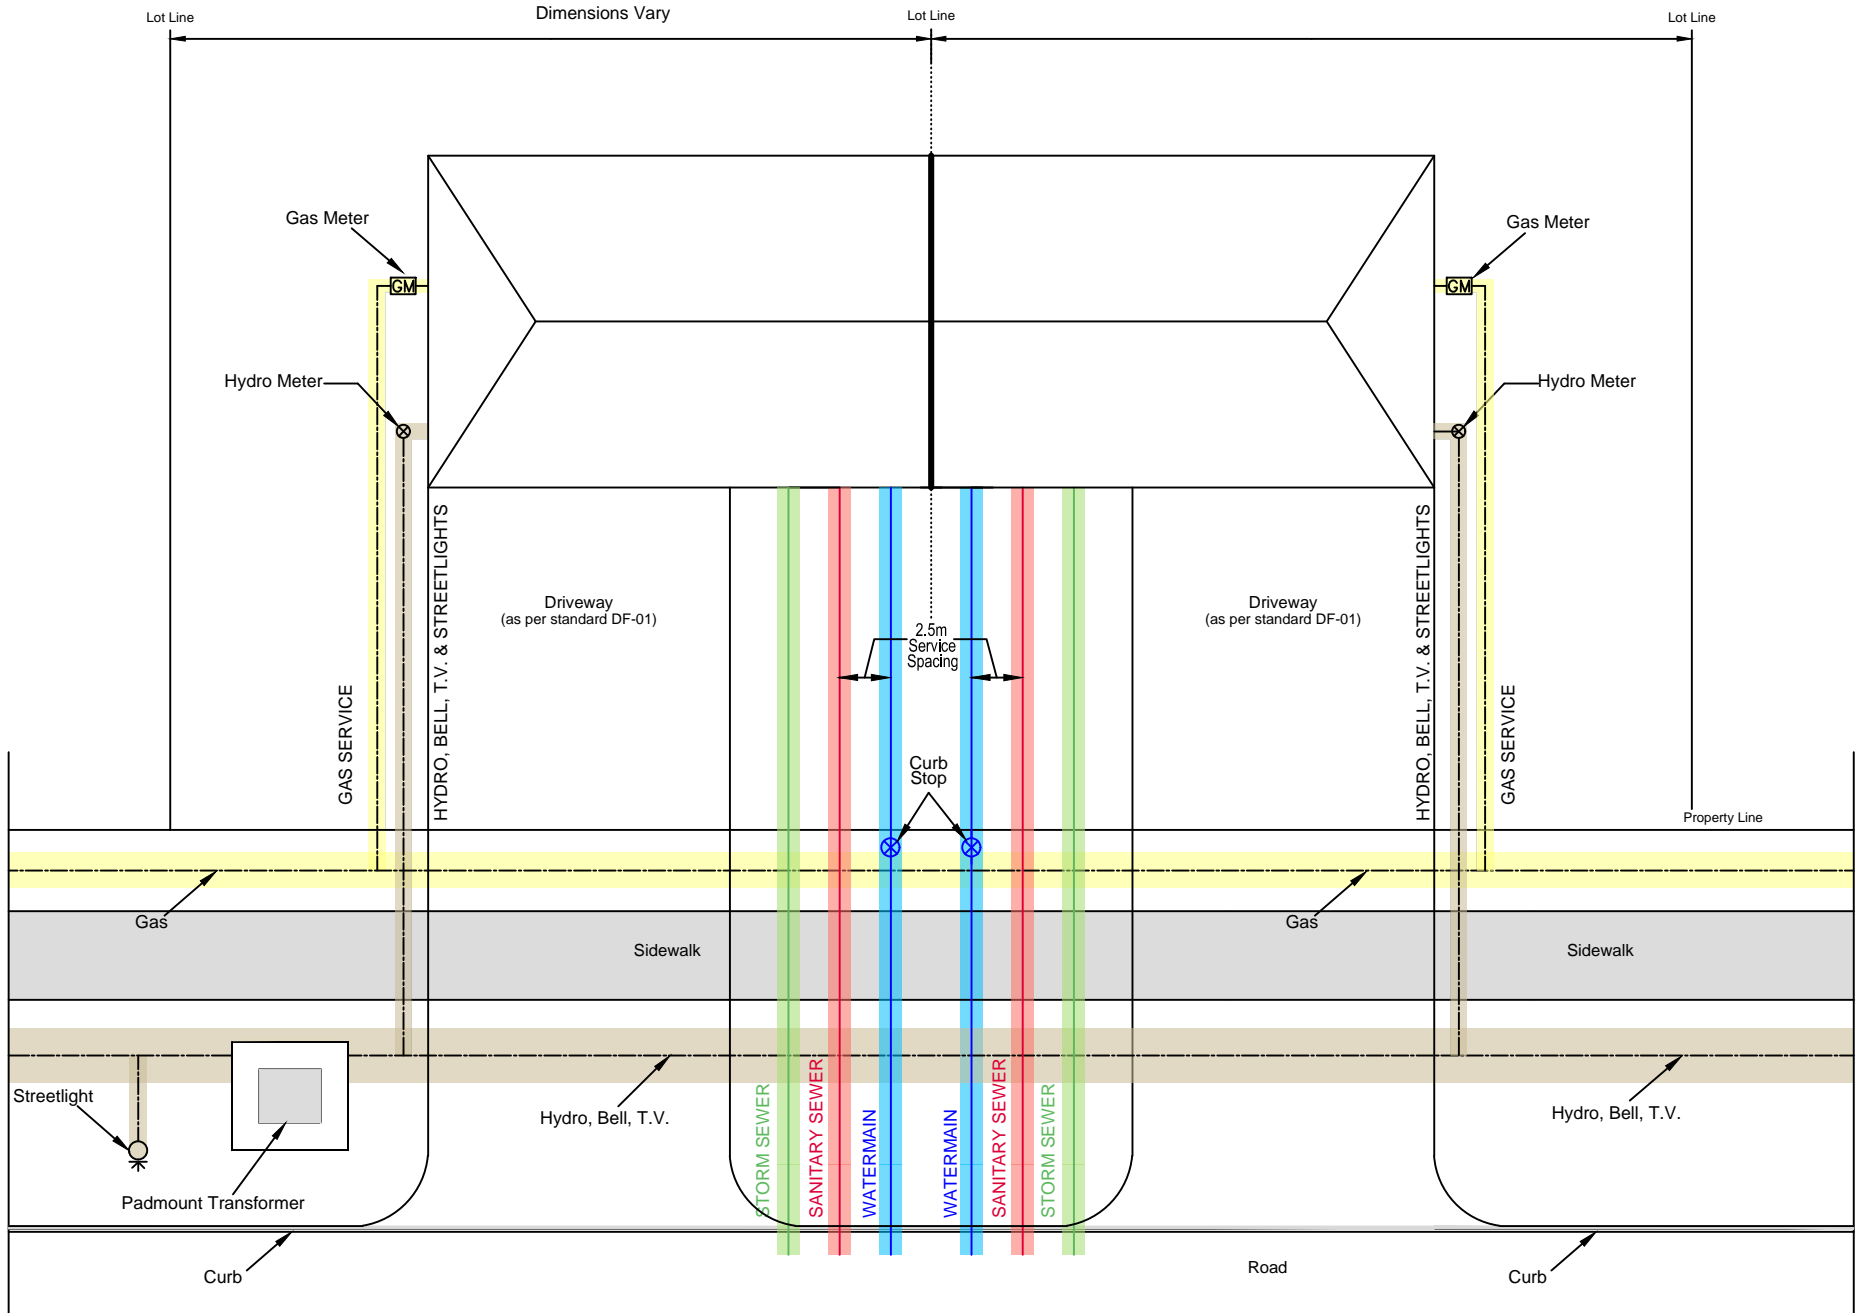 Lot Line
Dimensions Vary
Lot Line
Lot Line
Gas Meter
Gas Meter
GM
GM
Hydro Meter
Hydro Meter
HYDRO, BELL, T.V. & STREETLIGHTS
HYDRO, BELL, T.V. & STREETLIGHTS
Driveway
(as per standard DF-01)
Driveway
(as per standard DF-01)
2.5m
Service
Spacing
GAS SERVICE
GAS SERVICE
Curb
Stop
Property Line
Gas
Gas
Sidewalk
Sidewalk
Streetlight
Hydro, Bell, T.V.
Hydro, Bell, T.V.
STORM SEWER
SANITARY SEWER
WATERMAIN
WATERMAIN
SANITARY SEWER
STORM SEWER
Padmount Transformer
Curb
Road
Curb